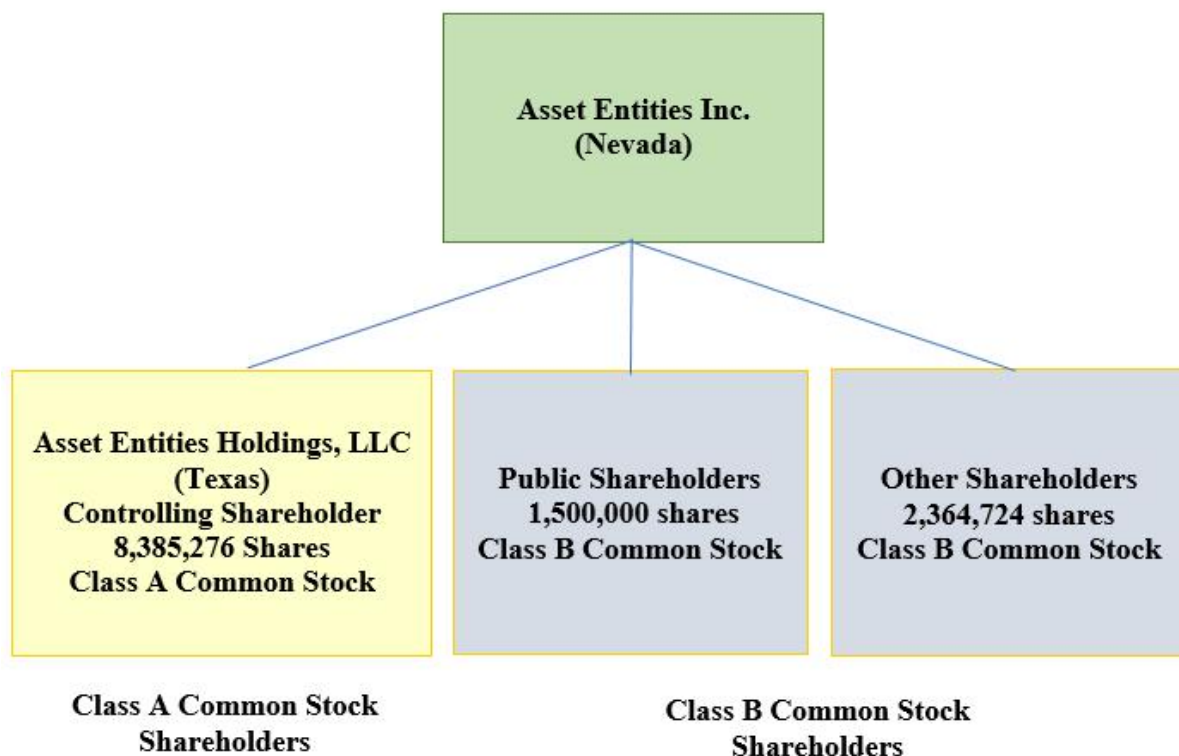 Asset Entities Inc.
(Nevada)
Asset Entities Holdings, LLC
(Texas)
Controlling Shareholder
8,385,276 Shares
Class A Common Stock
Public Shareholders
1,500,000 shares
Class B Common Stock
Other Shareholders
2,364,724 shares
Class B Common Stock
Class A Common Stock
Shareholders
Class B Common Stock
Shareholders